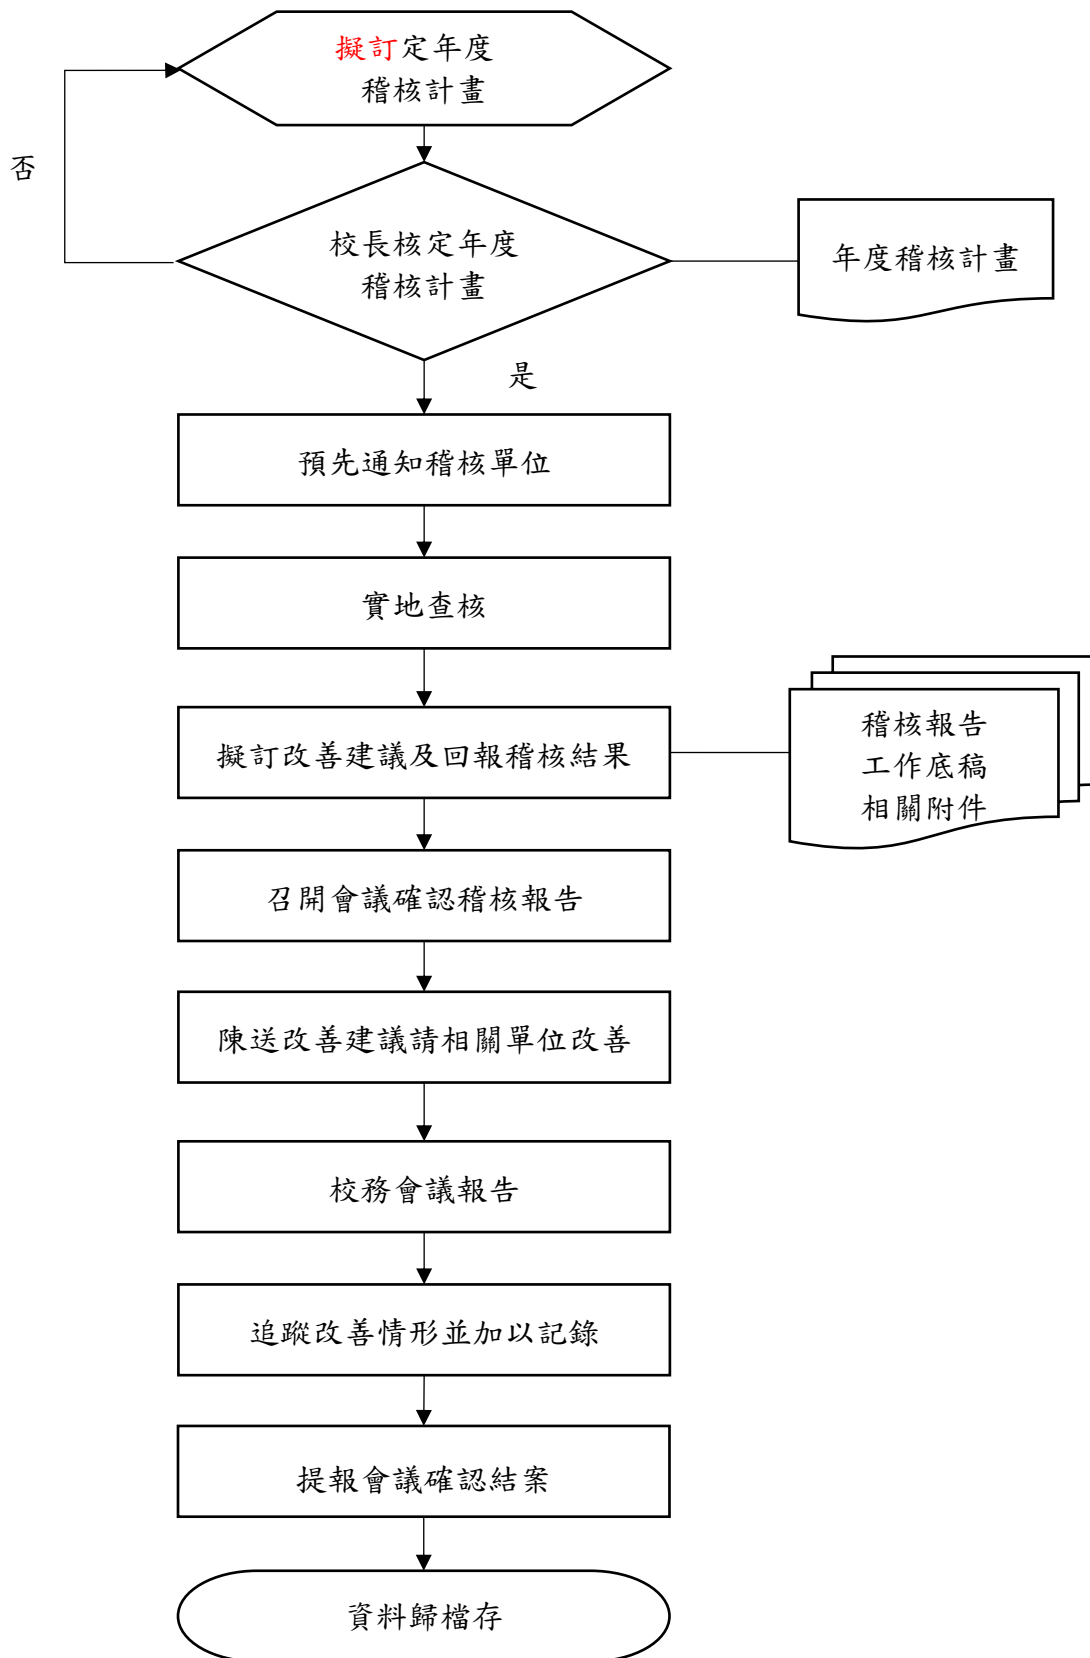 擬訂定年度
稽核計畫
否
校長核定年度
稽核計畫
年度稽核計畫
是
預先通知稽核單位
實地查核
擬訂改善建議及回報稽核結果
稽核報告
工作底稿
相關附件
召開會議確認稽核報告
陳送改善建議請相關單位改善
校務會議報告
追蹤改善情形並加以記錄
提報會議確認結案
資料歸檔存